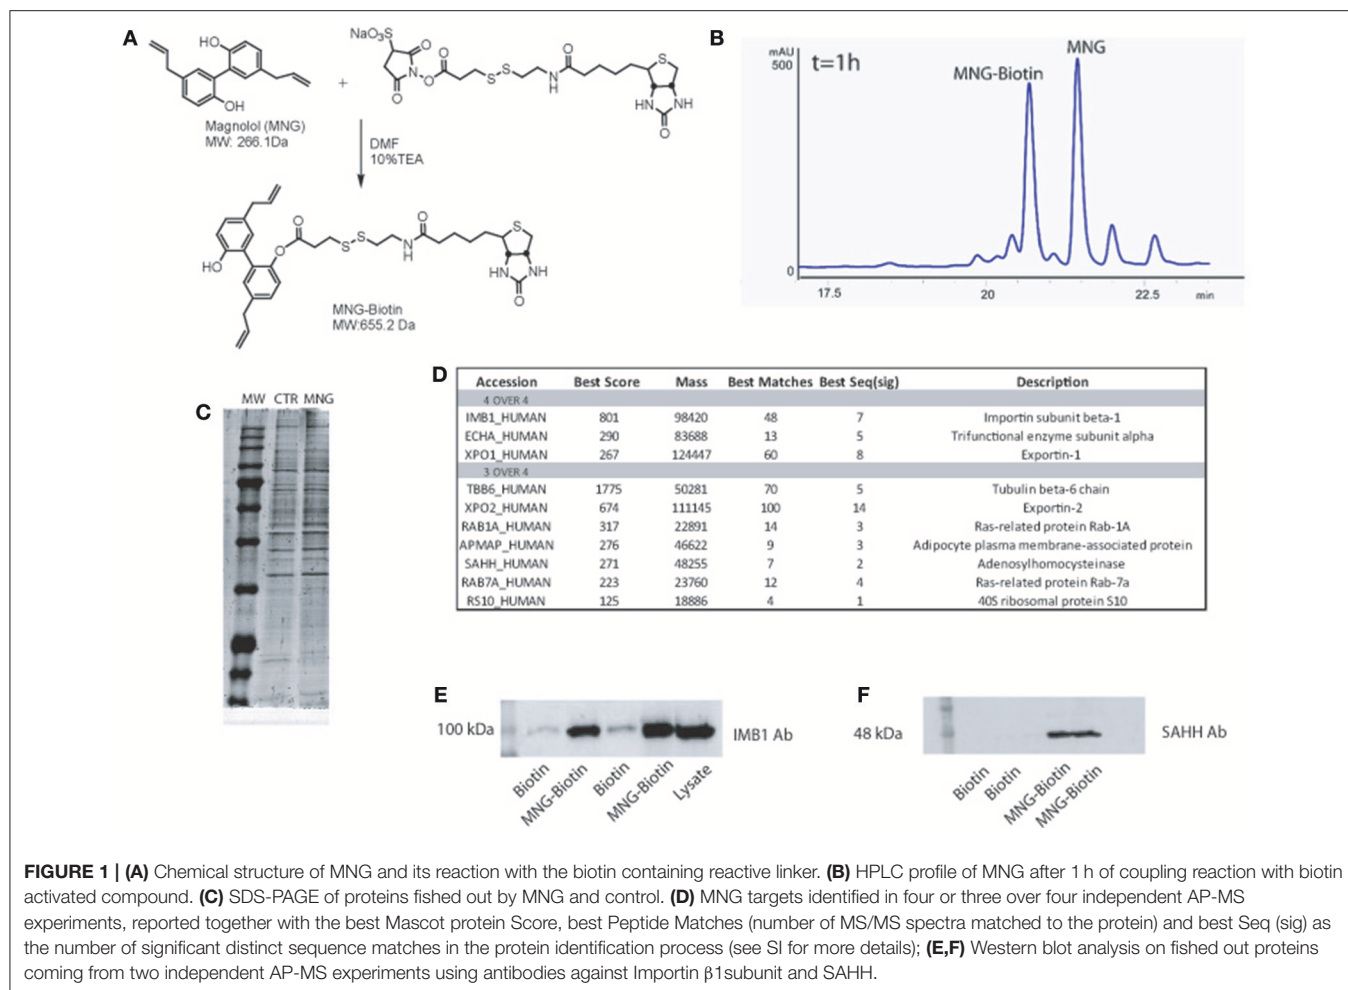 A
HO
OH
Magnolol (MNG)
MW: 266.1Da
+
NaO3S
O
N
O
O
O
S
S
N
H
O
S
HN
NH
O
DMF
10%TEA
HO
O
O
S
S
N
H
O
S
HN
NH
O
MNG-Biotin
MW:655.2 Da
B
mAU
500
t=1h
MNG-Biotin
MNG
0
17.5 20 22.5 min
C
MW CTR MNG
D
Accession Best Score Mass Best Matches Best Seq(sig) Description
4 OVER 4
IMB1_HUMAN 801 98420 48 7 Importin subunit beta-1
ECHA_HUMAN 290 83688 13 5 Trifunctional enzyme subunit alpha
XPO1_HUMAN 267 124447 60 8 Exportin-1
3 OVER 4
TBB6_HUMAN 1775 50281 70 5 Tubulin beta-6 chain
XPO2_HUMAN 674 111145 100 14 Exportin-2
RAB1A_HUMAN 317 22891 14 3 Ras-related protein Rab-1A
APMAP_HUMAN 276 46622 9 3 Adipocyte plasma membrane-associated protein
SAHH_HUMAN 271 48255 7 2 Adenosylhomocysteinase
RAB7A_HUMAN 223 23760 12 4 Ras-related protein Rab-7a
RS10_HUMAN 125 18886 4 1 40S ribosomal protein S10
E
100 kDa
IMB1 Ab
Biotin
MNG-Biotin
Biotin
MNG-Biotin
Lysate
F
48 kDa
SAHH Ab
Biotin
Biotin
MNG-Biotin
MNG-Biotin
FIGURE 1 | (A) Chemical structure of MNG and its reaction with the biotin containing reactive linker. (B) HPLC profile of MNG after 1 h of coupling reaction with biotin
activated compound. (C) SDS-PAGE of proteins fished out by MNG and control. (D) MNG targets identified in four or three over four independent AP-MS
experiments, reported together with the best Mascot protein Score, best Peptide Matches (number of MS/MS spectra matched to the protein) and best Seq (sig) as
the number of significant distinct sequence matches in the protein identification process (see SI for more details); (E,F) Western blot analysis on fished out proteins
coming from two independent AP-MS experiments using antibodies against Importin β1subunit and SAHH.